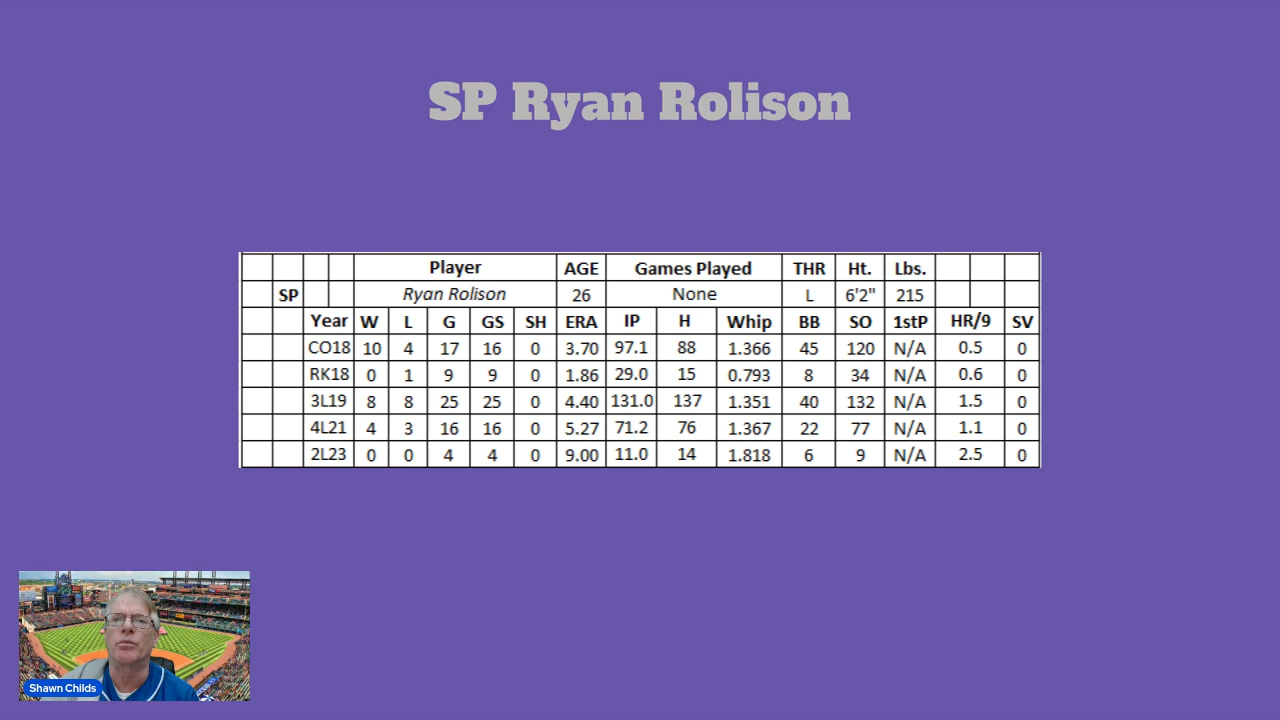 SP Ryan Rolison
Player AGE Games Played THR Ht. Lbs.
SP Ryan Rolison 26 None L 6'2" 215
Year W L G GS SH ERA IP H Whip BB SO 1stP HR/9 SV
CO18 10 4 17 16 0 3.70 97.1 88 1.366 45 120 N/A 0.5 0
RK18 0 1 9 9 0 1.86 29.0 15 0.793 8 34 N/A 0.6 0
3L19 8 8 25 25 0 4.40 131.0 137 1.351 40 132 N/A 1.5 0
4L21 4 3 16 16 0 5.27 71.2 76 1.367 22 77 N/A 1.1 0
2L23 0 0 4 4 0 9.00 11.0 14 1.818 6 9 N/A 2.5 0
Shawn Childs